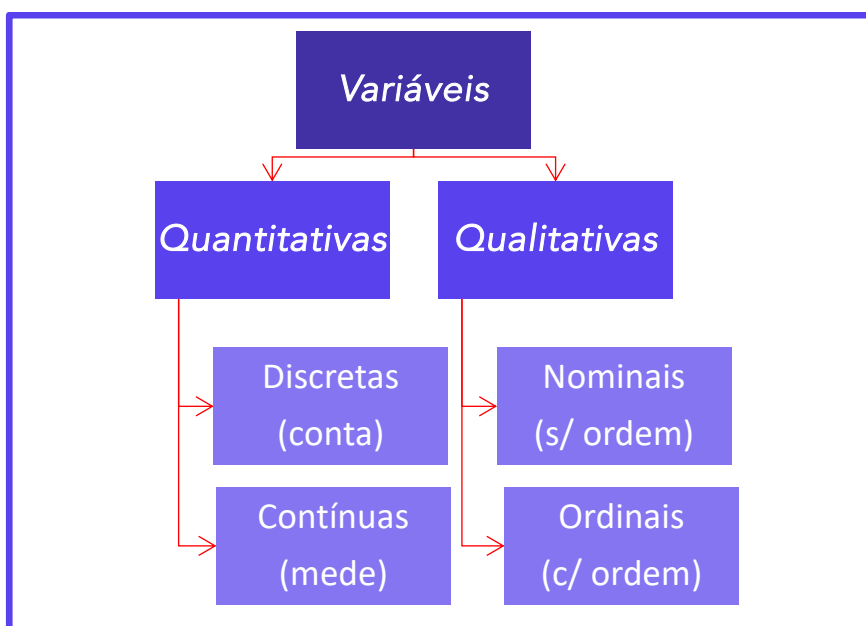 Variáveis
Quantitativas
Qualitativas
Discretas
(conta)
Nominais
(s/ ordem)
Contínuas
(mede)
Ordinais
(c/ ordem)